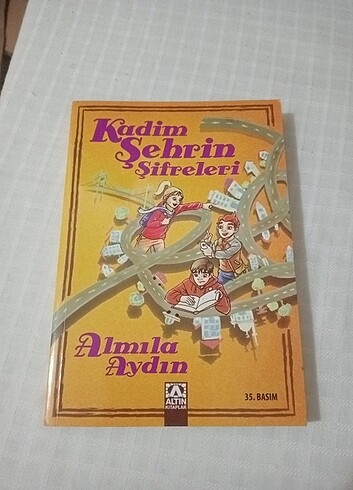 Kadim
Şehrin
Şifreleri
Almıla
Aydın
ALTIN
KİTAPLAR
35. BASIM